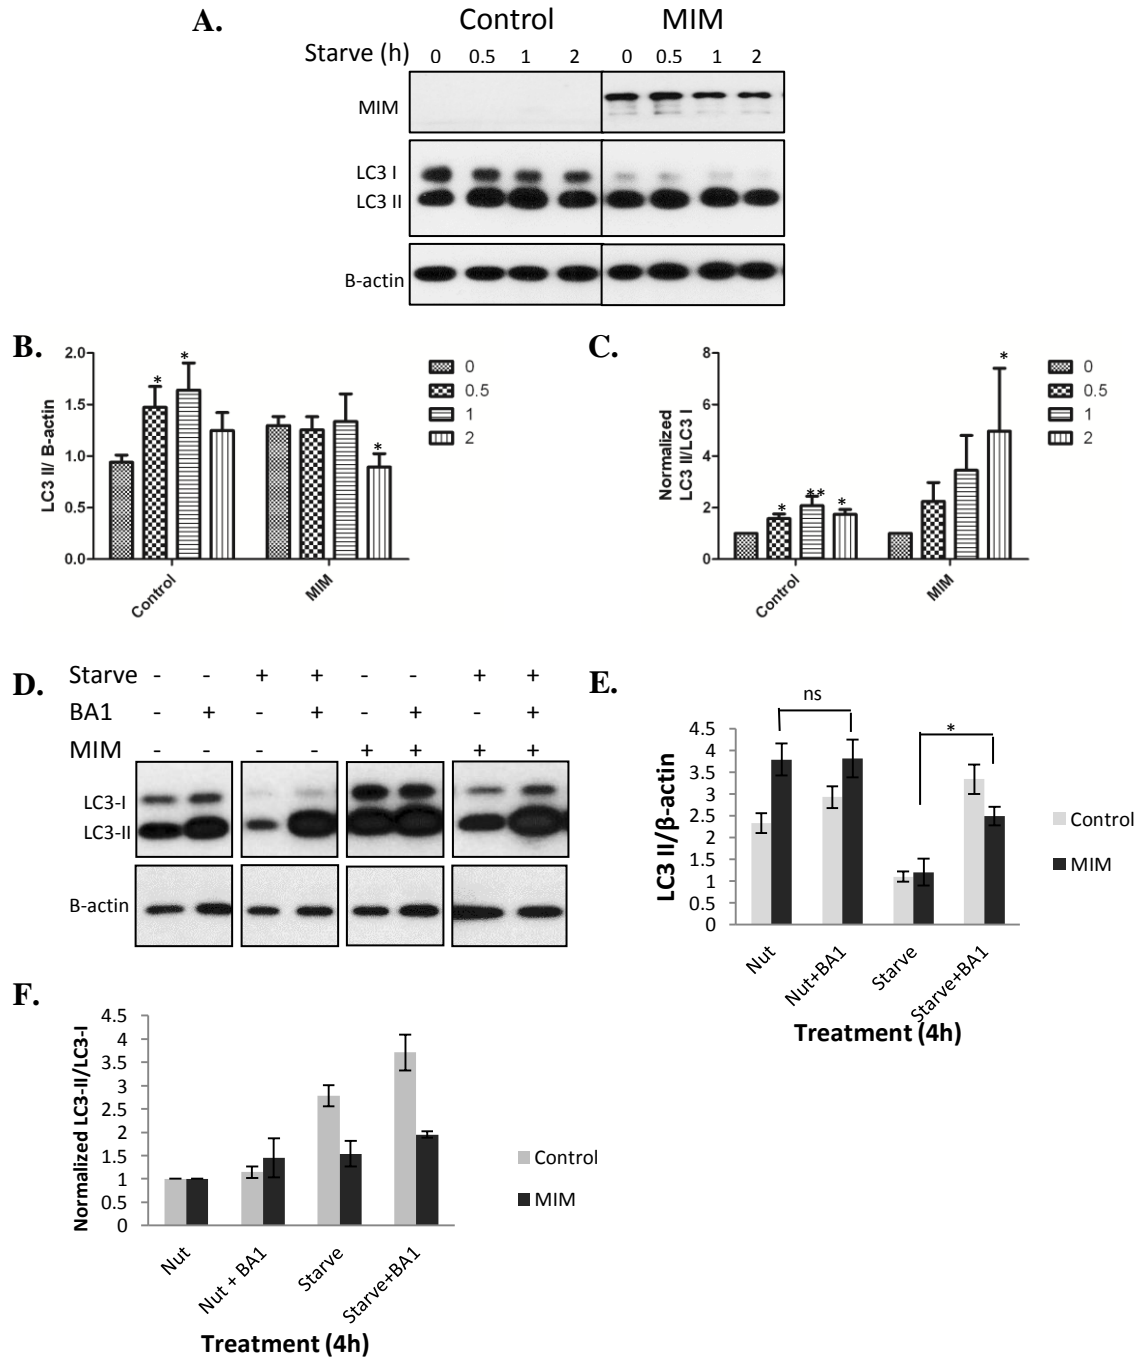 A.
Control MIM
Starve (h) 0 0.5 1 2 0 0.5 1 2
MIM
LC3 I
LC3 II
B-actin
B.
LC3 II/ B-actin
2.0
1.5
1.0
0.5
0.0
* * *
Control MIM
0
0.5
1
2
C.
Normalized
LC3 II/LC3 I
8
6
4
2
0
* ** * *
Control MIM
0
0.5
1
2
D.
Starve - - + + - - + +
BA1 - + - + - + - +
MIM - - - - + + + +
LC3-I
LC3-II
B-actin
E.
LC3 II/β-actin
4.5
4
3.5
3
2.5
2
1.5
1
0.5
0
ns
*
Nut Nut+BA1 Starve Starve+BA1
Treatment (4h)
Control
MIM
F.
Normalized LC3-II/LC3-I
4.5
4
3.5
3
2.5
2
1.5
1
0.5
0
Nut Nut + BA1 Starve Starve+BA1
Treatment (4h)
Control
MIM